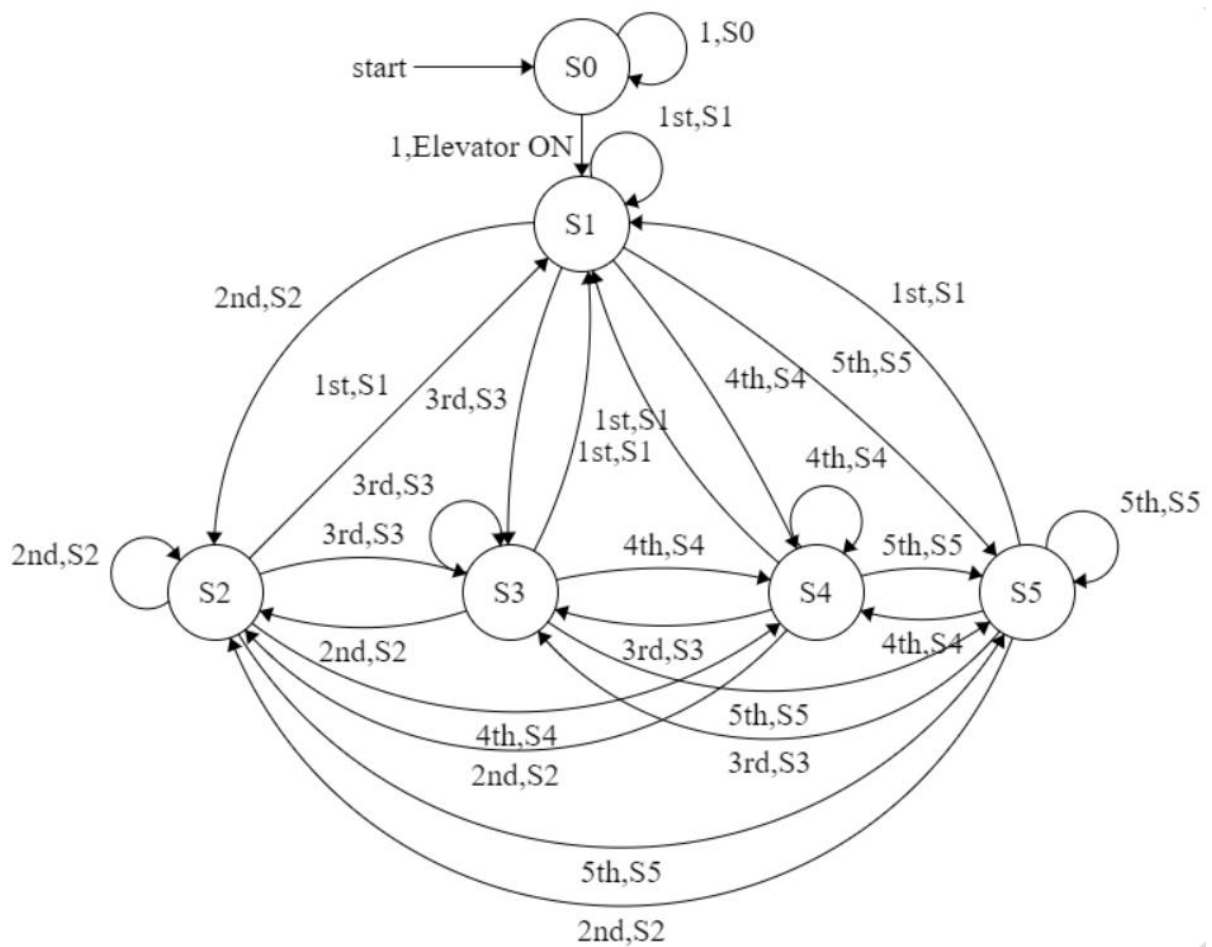 1,S0
start
S0
1st,S1
1,Elevator ON
S1
2nd,S2
1st,S1
5th,S5
4th,S4
1st,S1
3rd,S3
1st,S1
1st,S1
4th,S4
3rd,S3
5th,S5
3rd,S3
4th,S4
5th,S5
2nd,S2
S2
S3
S4
S5
2nd,S2
3rd,S3
4th,S4
5th,S5
4th,S4
3rd,S3
2nd,S2
5th,S5
2nd,S2